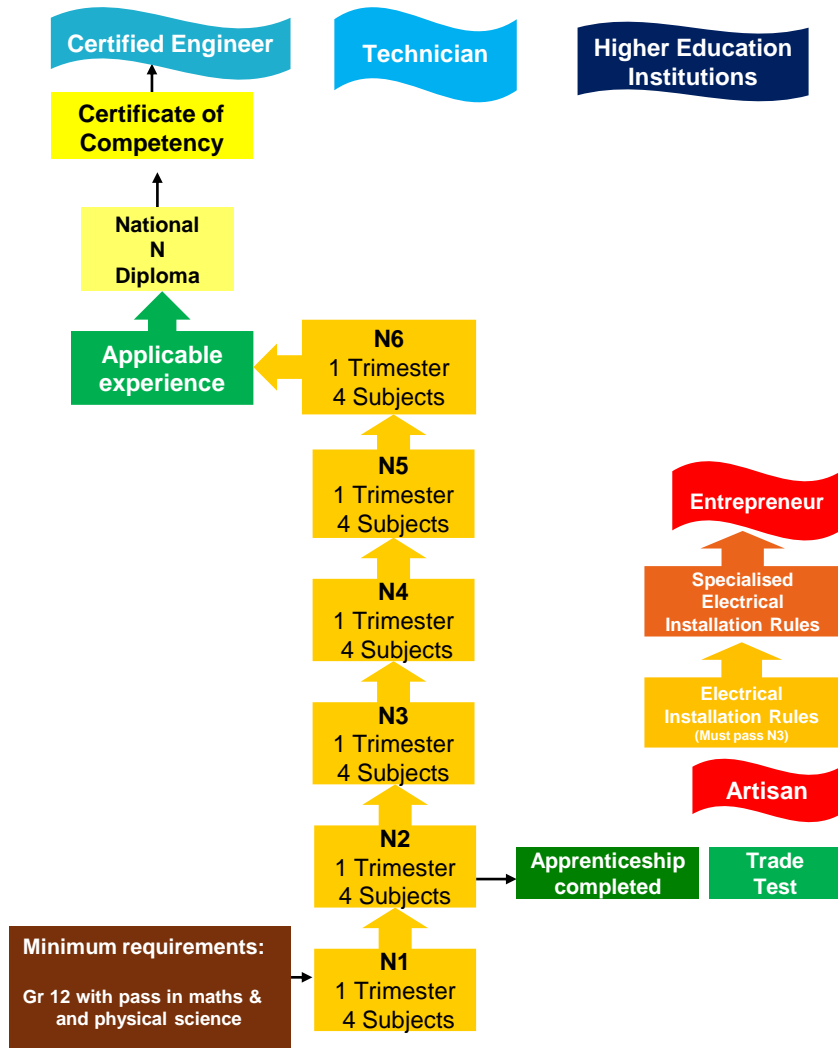 Certified Engineer
Technician
Higher Education
Institutions
Certificate of
Competency
National
N
Diploma
Applicable
experience
N6
1 Trimester
4 Subjects
N5
1 Trimester
4 Subjects
Entrepreneur
Specialised
Electrical
Installation Rules
N4
1 Trimester
4 Subjects
Electrical
Installation Rules
(Must pass N3)
N3
1 Trimester
4 Subjects
Artisan
N2
1 Trimester
4 Subjects
Apprenticeship
completed
Trade
Test
Minimum requirements:
Gr 12 with pass in maths &
and physical science
N1
1 Trimester
4 Subjects